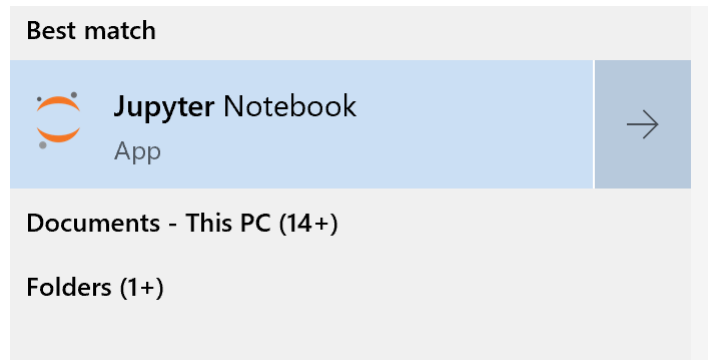 Best match
Jupyter Notebook
App
Documents - This PC (14+)
Folders (1+)